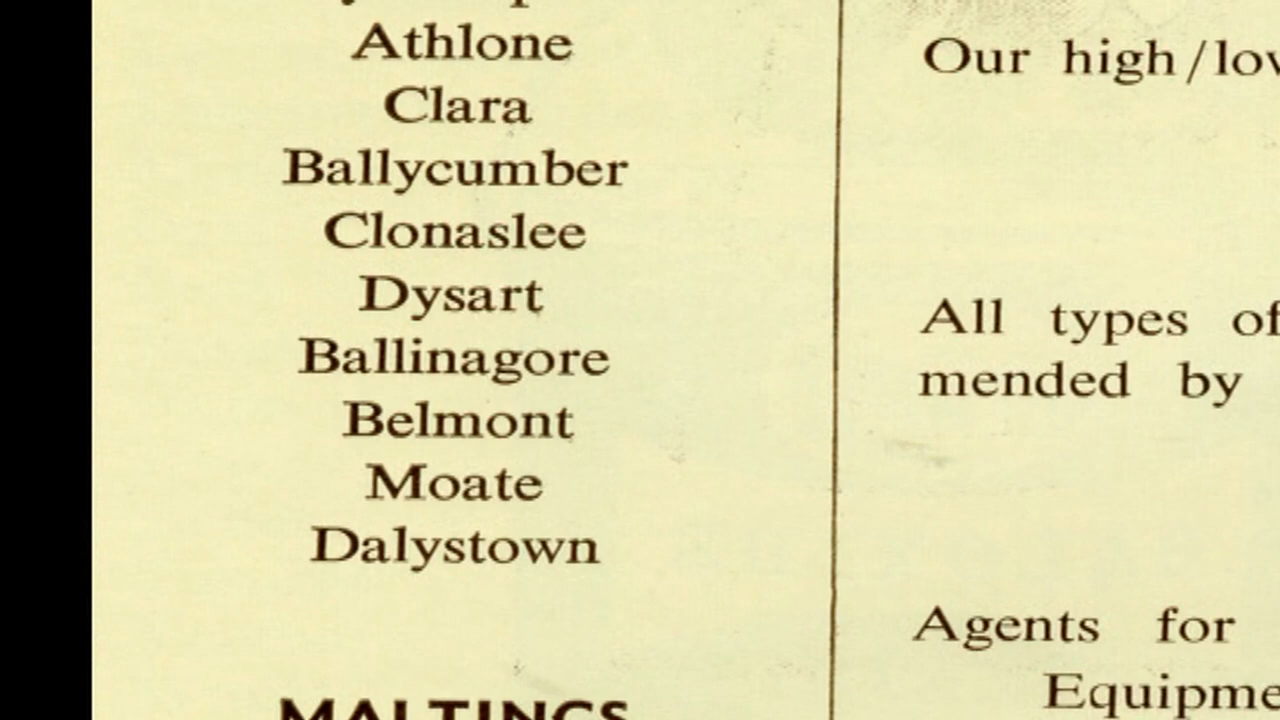 Athlone
Clara
Ballycumber
Clonaslee
Dysart
Ballinagore
Belmont
Moate
Dalystown
MALTINGS
Our high/low
All types of
mended by
Agents for
Equipme